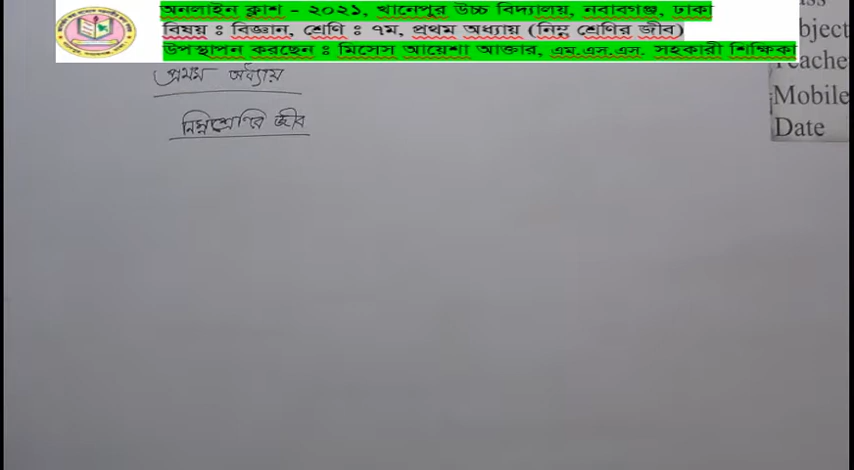 অনলাইন ক্লাশ - ২০২১, খানেপুর উচ্চ বিদ্যালয়, নবাবগঞ্জ, ঢাকা
বিষয় ঃ বিজ্ঞান, শ্রেণি ঃ ৭ম, প্রথম অধ্যায় (নিম্ন শ্রেণির জীব)
উপস্থাপন করছেন ঃ মিসেস আয়েশা আক্তার, এম.এস.এস. সহকারী শিক্ষিকা
প্রথম অধ্যায়
নিম্নশ্রেণির জীব
ss
bject
Teache
Mobile
Date